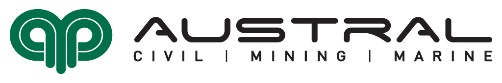 AUSTRAL
CIVIL | MINING | MARINE